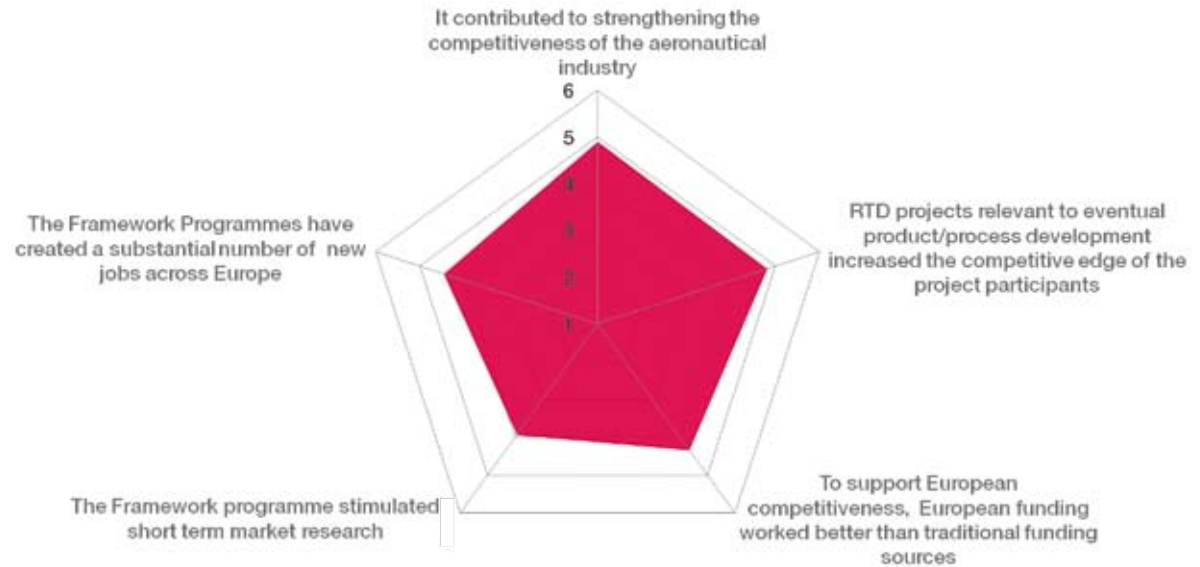 It contributed to strengthening the
competitiveness of the aeronautical
industry
6
5
4
3
2
1
RTD projects relevant to eventual
product/process development
increased the competitive edge of the
project participants
To support European
competitiveness, European funding
worked better than traditional funding
sources
The Framework programme stimulated
short term market research
The Framework Programmes have
created a substantial number of new
jobs across Europe